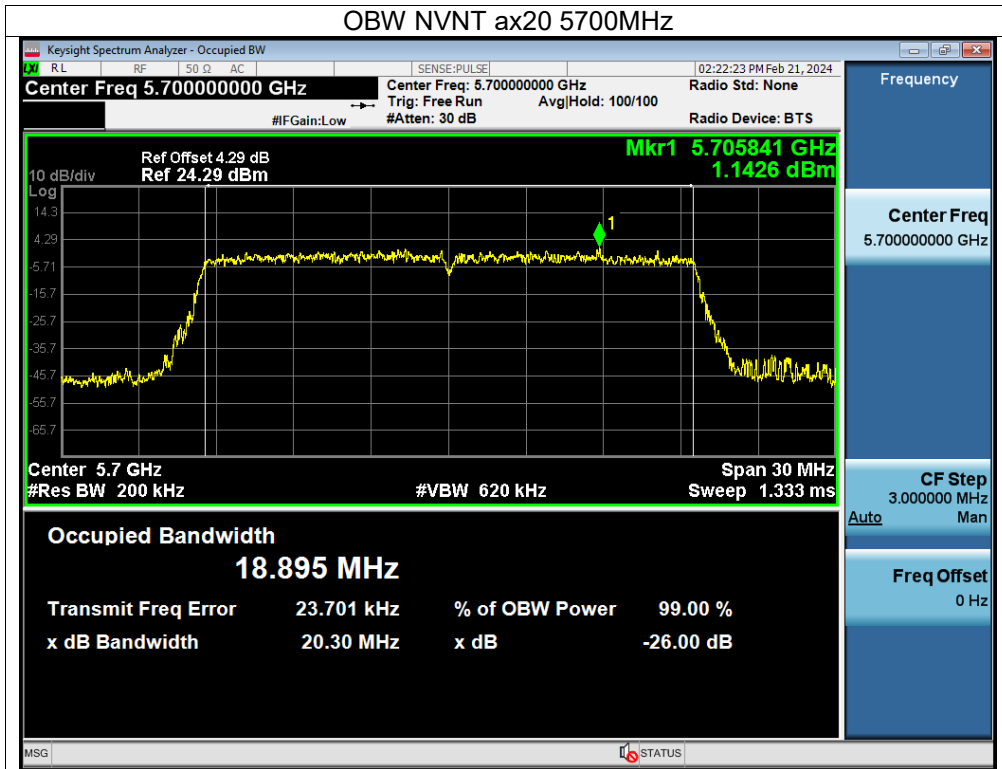 OBW NVNT ax20 5700MHz
Keysight Spectrum Analyzer - Occupied BW
LXI RL RF 50 Ω AC SENSE:PULSE 02:22:23 PM Feb 21, 2024
Center Freq 5.700000000 GHz
Center Freq: 5.700000000 GHz
Radio Std: None
Trig: Free Run Avg|Hold: 100/100
#IFGain:Low
#Atten: 30 dB
Radio Device: BTS
Ref Offset 4.29 dB
Mkr1 5.705841 GHz
10 dB/div
Ref 24.29 dBm
1.1426 dBm
Log
14.3
1
4.29
-5.71
-15.7
-25.7
-35.7
-45.7
-55.7
-65.7
Center 5.7 GHz
Span 30 MHz
#Res BW 200 kHz
#VBW 620 kHz
Sweep 1.333 ms
Occupied Bandwidth
18.895 MHz
Transmit Freq Error 23.701 kHz % of OBW Power 99.00 %
x dB Bandwidth 20.30 MHz x dB -26.00 dB
MSG
STATUS
Frequency
Center Freq
5.700000000 GHz
CF Step
3.000000 MHz
Auto Man
Freq Offset
0 Hz